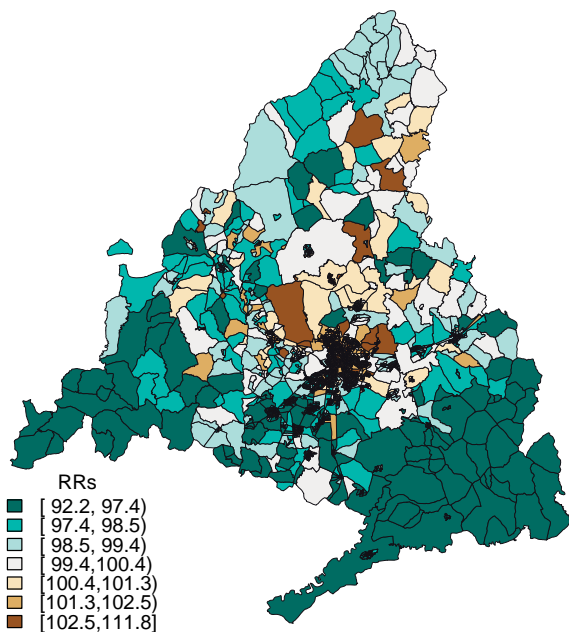 RRs
[ 92.2, 97.4)
[ 97.4, 98.5)
[ 98.5, 99.4)
[ 99.4,100.4)
[100.4,101.3)
[101.3,102.5)
[102.5,111.8]